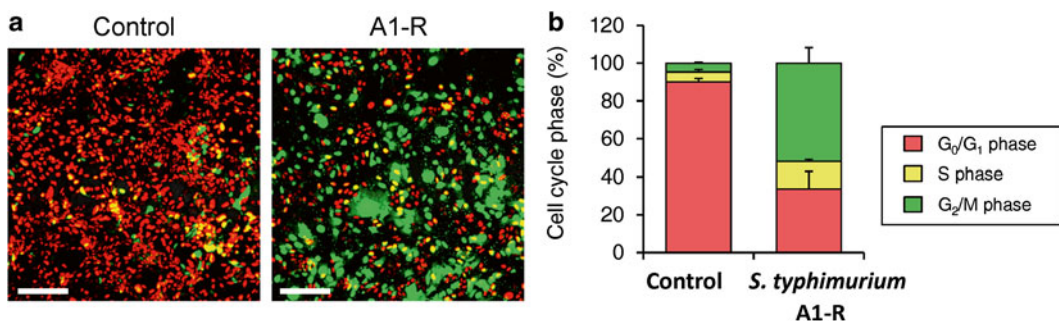 a
Control
A1-R
b
Cell cycle phase (%)
120
100
80
60
40
20
0
Control
S. typhimurium
A1-R
G₀/G₁ phase
S phase
G₂/M phase